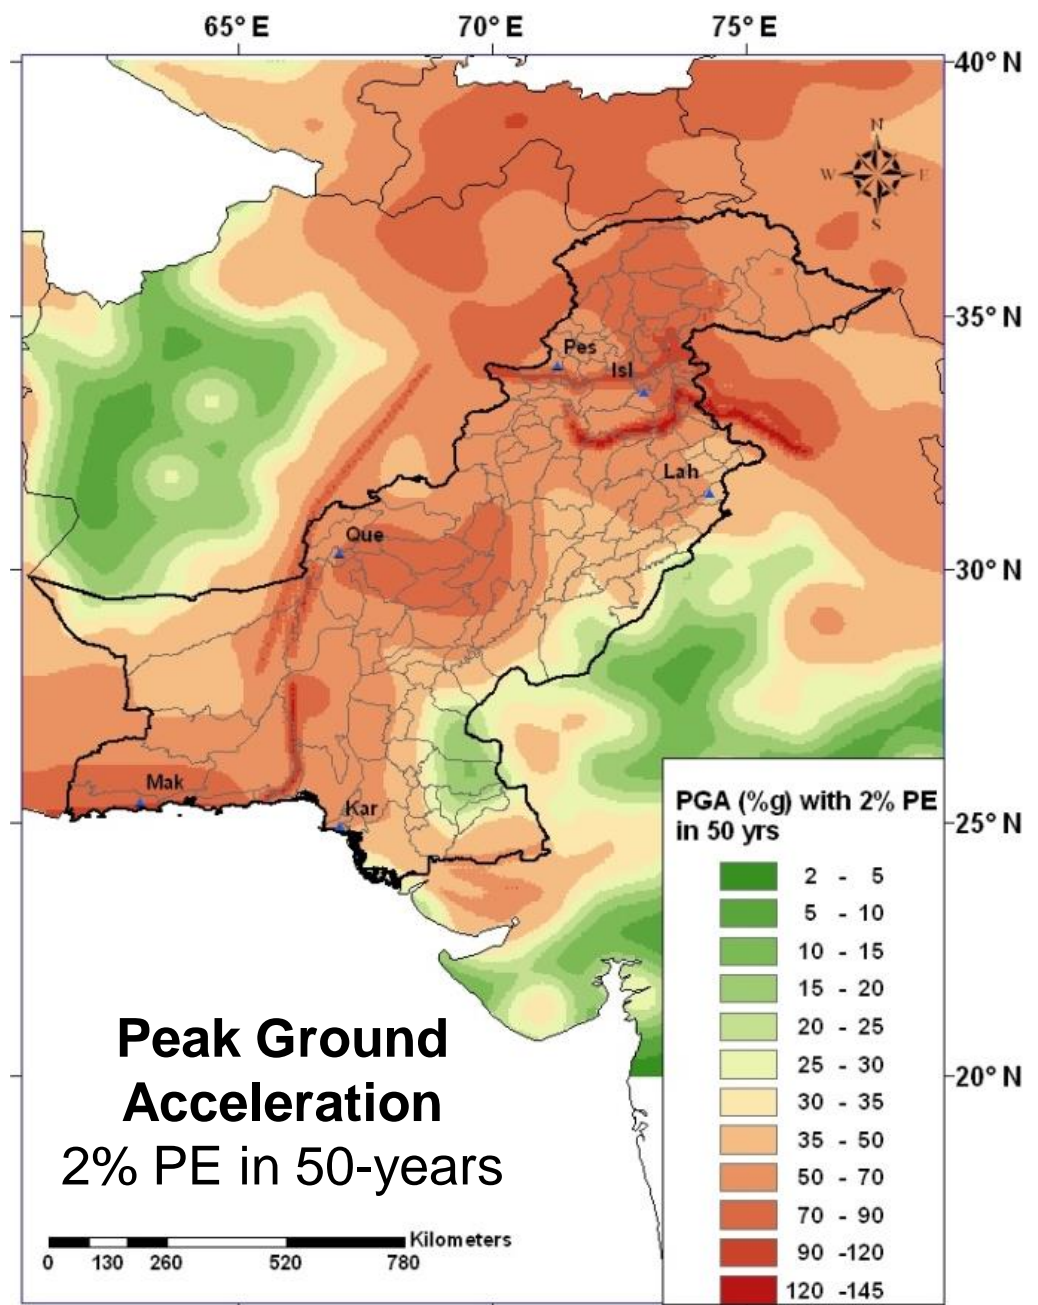 65° E 70° E 75° E
40° N
N
W E
S
35° N
Pes
Isl
Lah
Que
30° N
Mak
Kar
25° N
PGA (%g) with 2% PE
in 50 yrs
2 - 5
5 - 10
10 - 15
15 - 20
20 - 25
25 - 30
30 - 35
35 - 50
50 - 70
70 - 90
90 -120
120 -145
20° N
Peak Ground
Acceleration
2% PE in 50-years
Kilometers
0 130 260 520 780